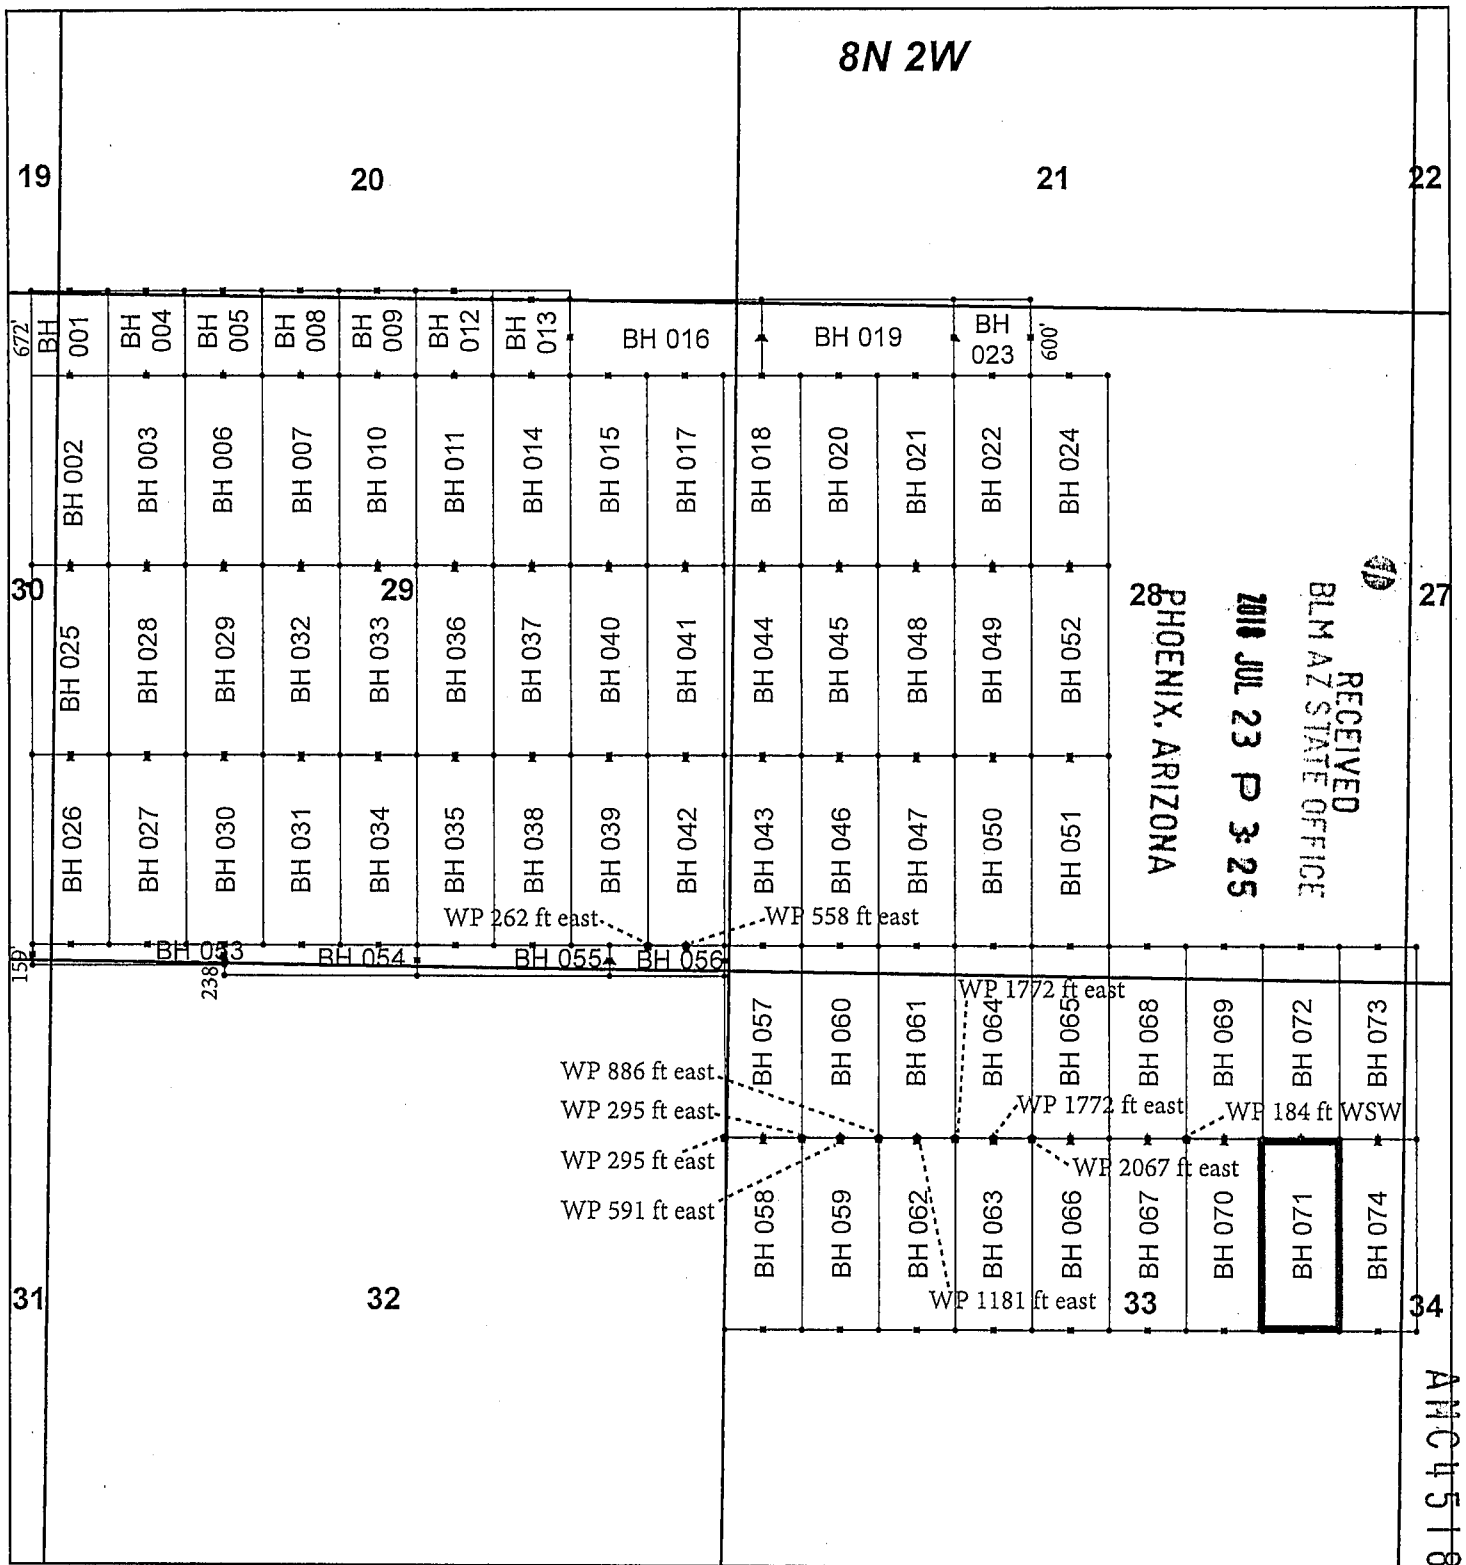 8N 2W
19
20
21
22
672'
BH 001
BH 004
BH 005
BH 008
BH 009
BH 012
BH 013
BH 016
BH 019
BH 023
600'
BH 002
BH 003
BH 006
BH 007
BH 010
BH 011
BH 014
BH 015
BH 017
BH 018
BH 020
BH 021
BH 022
BH 024
30
29
28
27
BH 025
BH 028
BH 029
BH 032
BH 033
BH 036
BH 037
BH 040
BH 041
BH 044
BH 045
BH 048
BH 049
BH 052
RECEIVED
BLM AZ STATE OFFICE
2018 JUL 23 P 3:25
PHOENIX, ARIZONA
BH 026
BH 027
BH 030
BH 031
BH 034
BH 035
BH 038
BH 039
BH 042
BH 043
BH 046
BH 047
BH 050
BH 051
WP 262 ft east
WP 558 ft east
159'
BH 053
238'
BH 054
BH 055
BH 056
BH 057
BH 060
BH 061
BH 064
BH 065
BH 068
BH 069
BH 072
BH 073
WP 1772 ft east
WP 886 ft east
WP 295 ft east
WP 1772 ft east
WP 184 ft WSW
WP 295 ft east
WP 2067 ft east
WP 591 ft east
BH 058
BH 059
BH 062
BH 063
BH 066
BH 067
BH 070
BH 071
BH 074
WP 1181 ft east
31
32
33
34